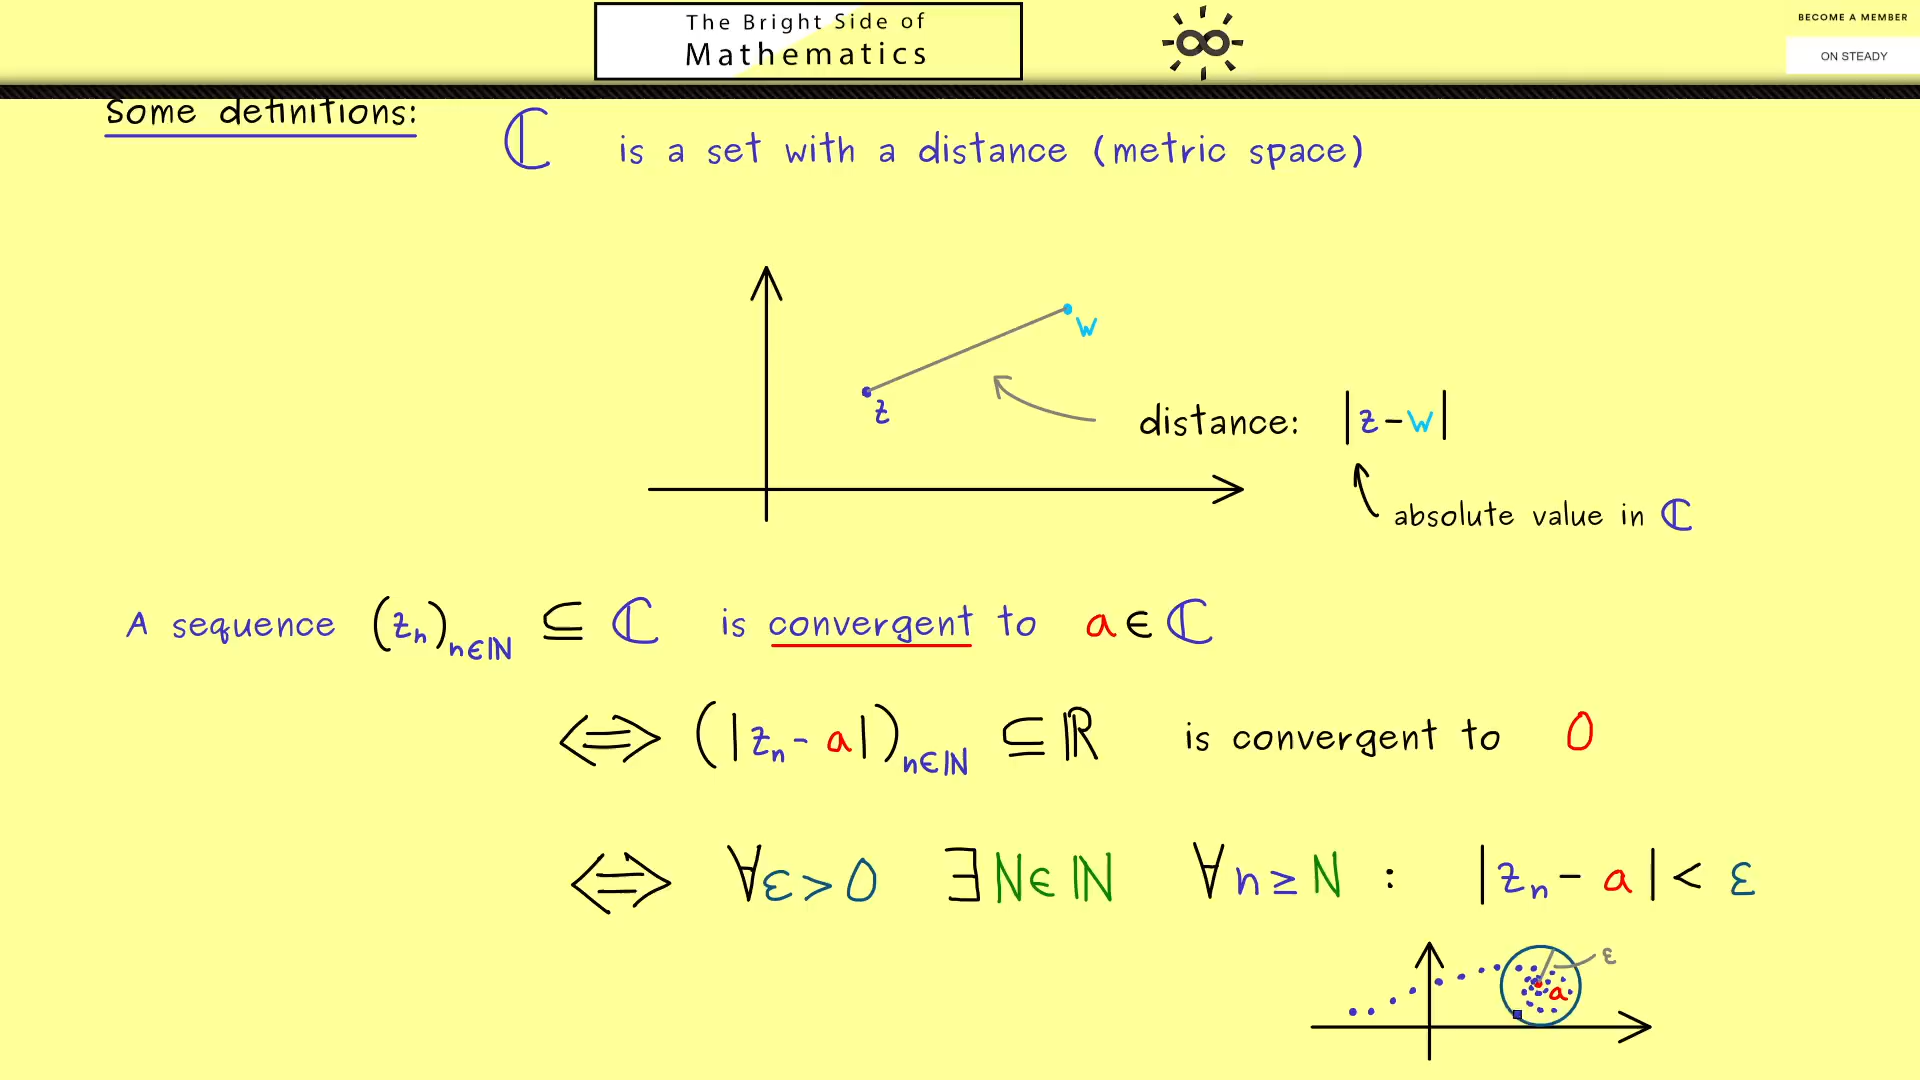 The Bright Side of
Mathematics
BECOME A MEMBER
ON STEADY
Some definitions: ℂ is a set with a distance (metric space)
w
z
distance: |z-w|
absolute value in ℂ
A sequence (zₙ)ₙ∈ℕ ⊆ ℂ is convergent to a ∈ ℂ
⟺ (|zₙ - a|)ₙ∈ℕ ⊆ ℝ is convergent to 0
⟺ ∀ε > 0 ∃N∈ℕ ∀n ≥ N : |zₙ - a| < ε
ε
a